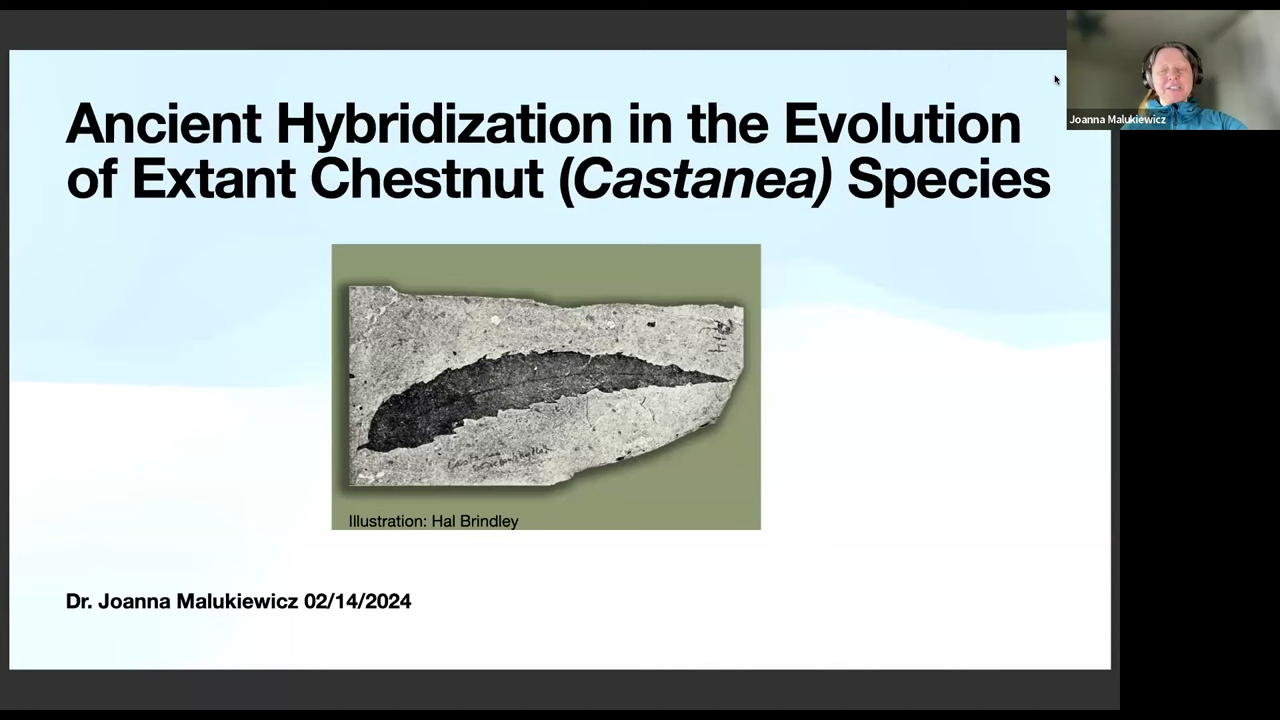 Ancient Hybridization in the Evolution
of Extant Chestnut (Castanea) Species
Joanna Malukiewicz
Illustration: Hal Brindley
Dr. Joanna Malukiewicz 02/14/2024